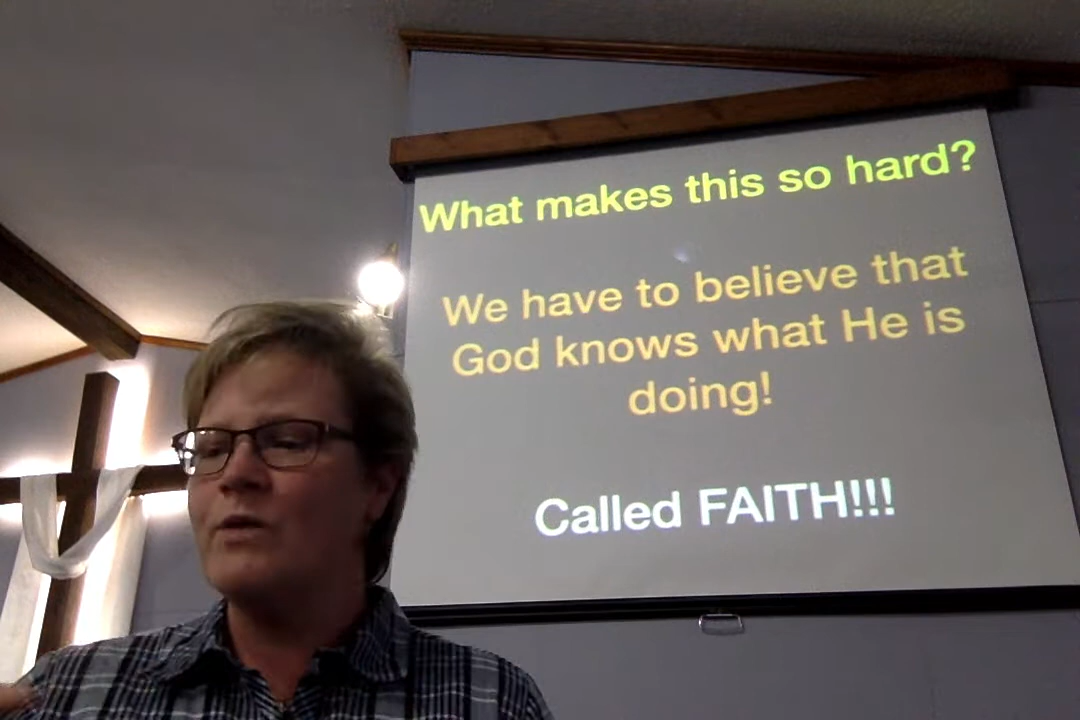 What makes this so hard?
We have to believe that
God knows what He is
doing!
Called FAITH!!!